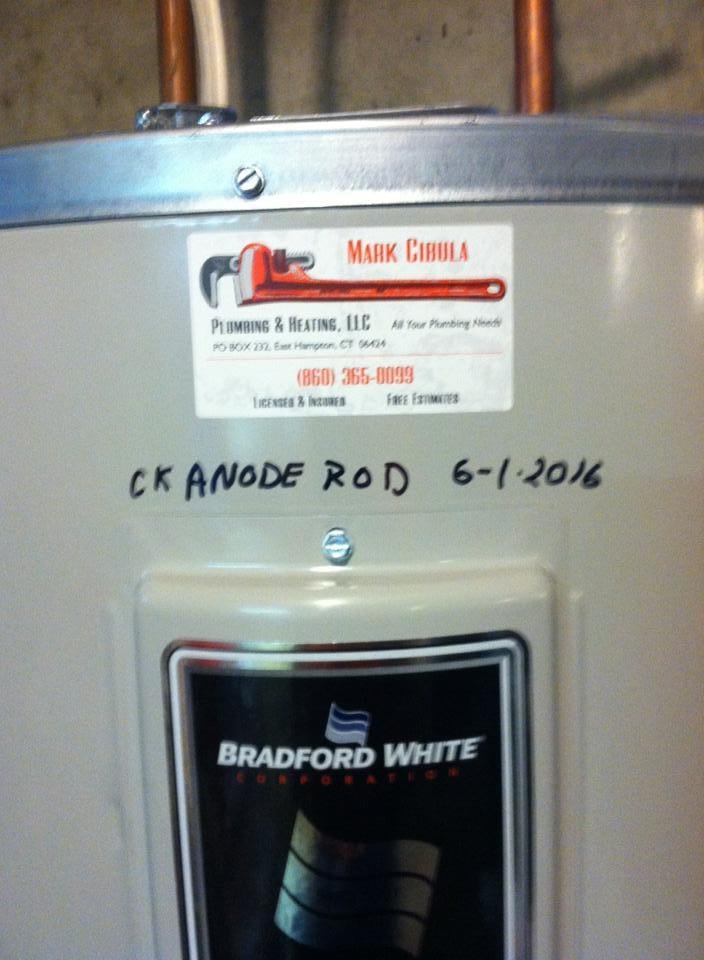 MARK CIBULA
PLUMBING & HEATING, LLC All Your Plumbing Needs!
PO BOX 232, East Hampton, CT 06424
(860) 365-0099
LICENSED & INSURED FREE ESTIMATES
CK ANODE ROD 6-1-2016
BRADFORD WHITE
CORPORATION